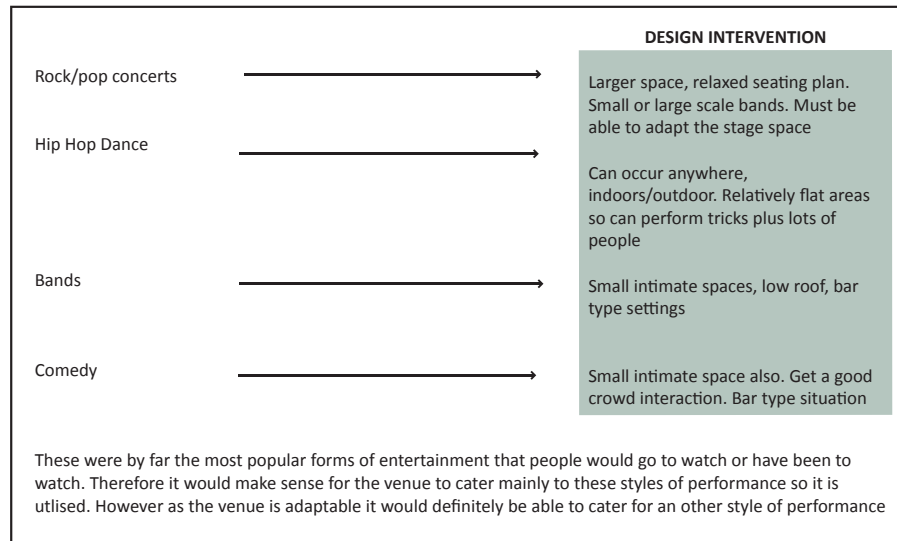 DESIGN INTERVENTION
Rock/pop concerts
Larger space, relaxed seating plan.
Small or large scale bands. Must be
able to adapt the stage space
Hip Hop Dance
Can occur anywhere,
indoors/outdoor. Relatively flat areas
so can perform tricks plus lots of
people
Bands
Small intimate spaces, low roof, bar
type settings
Comedy
Small intimate space also. Get a good
crowd interaction. Bar type situation
These were by far the most popular forms of entertainment that people would go to watch or have been to
watch. Therefore it would make sense for the venue to cater mainly to these styles of performance so it is
utlised. However as the venue is adaptable it would definitely be able to cater for an other style of performance